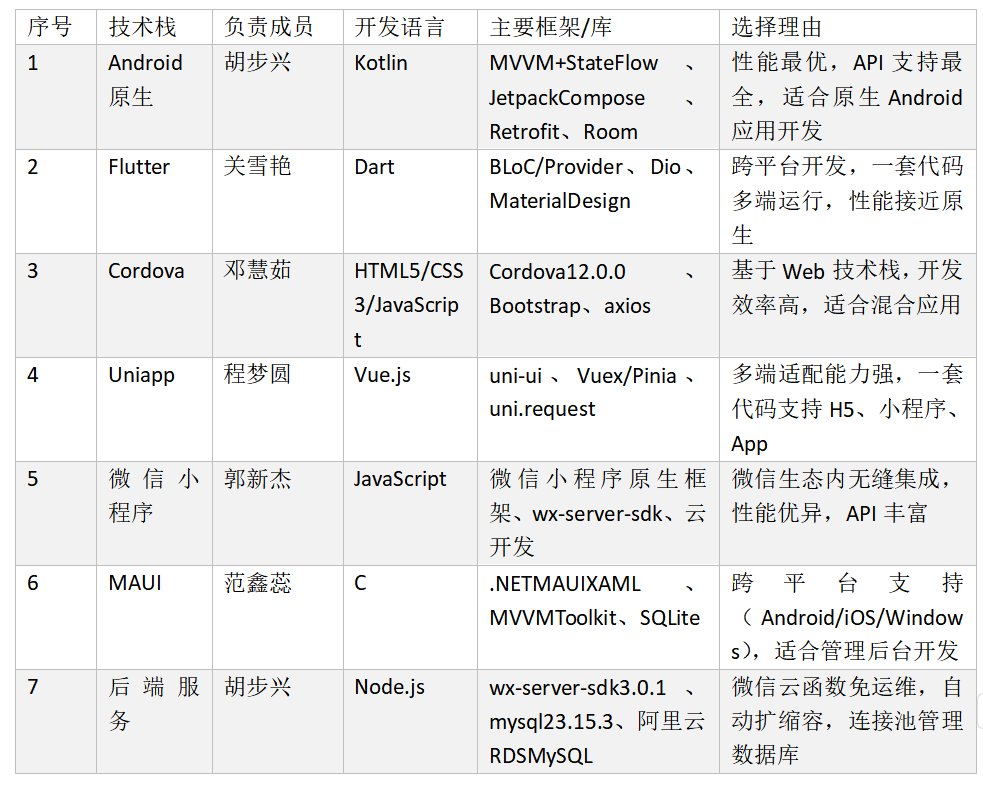 序号 技术栈 负责成员 开发语言 主要框架/库 选择理由
1 Android 胡步兴 Kotlin MVVM+StateFlow 、 性能最优，API 支持最
原生 JetpackCompose 、 全，适合原生 Android
Retrofit、Room 应用开发
2 Flutter 关雪艳 Dart BLoC/Provider、Dio、 跨平台开发，一套代码
MaterialDesign 多端运行，性能接近原
生
3 Cordova 邓慧茹 HTML5/CSS Cordova12.0.0 、 基于 Web 技术栈，开发
3/JavaScrip Bootstrap、axios 效率高，适合混合应用
t
4 Uniapp 程梦圆 Vue.js uni-ui 、Vuex/Pinia 、 多端适配能力强，一套
uni.request 代码支持 H5、小程序、
App
5 微信小 郭新杰 JavaScript 微信小程序原生框 微信生态内无缝集成，
程序 架、wx-server-sdk、云 性能优异，API 丰富
开发
6 MAUI 范鑫蕊 C .NETMAUIXAML 、 跨平台支持
MVVMToolkit、SQLite （Android/iOS/Window
s），适合管理后台开发
7 后端服 胡步兴 Node.js wx-server-sdk3.0.1 、 微信云函数免运维，自
务 mysql23.15.3、阿里云 动扩缩容，连接池管理
RDSMySQL 数据库